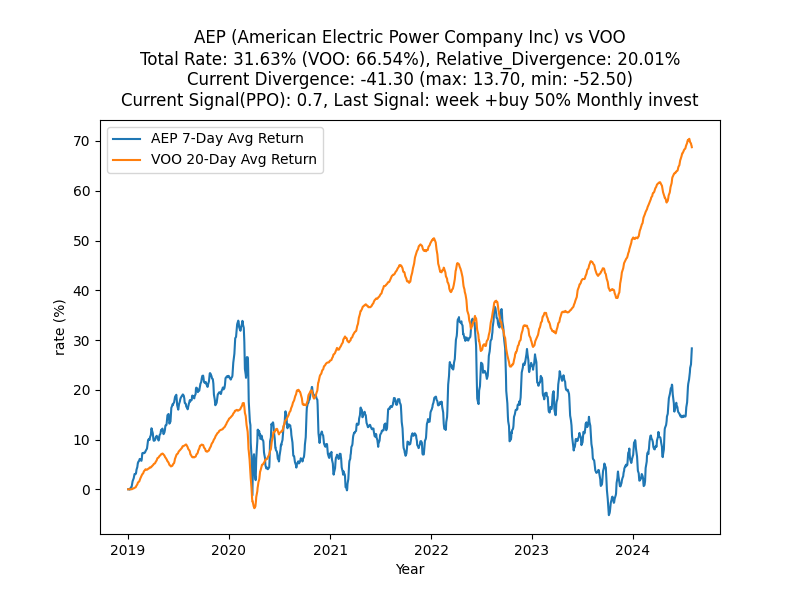 AEP (American Electric Power Company Inc) vs VOO
Total Rate: 31.63% (VOO: 66.54%), Relative_Divergence: 20.01%
Current Divergence: -41.30 (max: 13.70, min: -52.50)
Current Signal(PPO): 0.7, Last Signal: week +buy 50% Monthly invest
AEP 7-Day Avg Return
VOO 20-Day Avg Return
70
60
50
40
30
20
10
0
rate (%)
2019 2020 2021 2022 2023 2024
Year